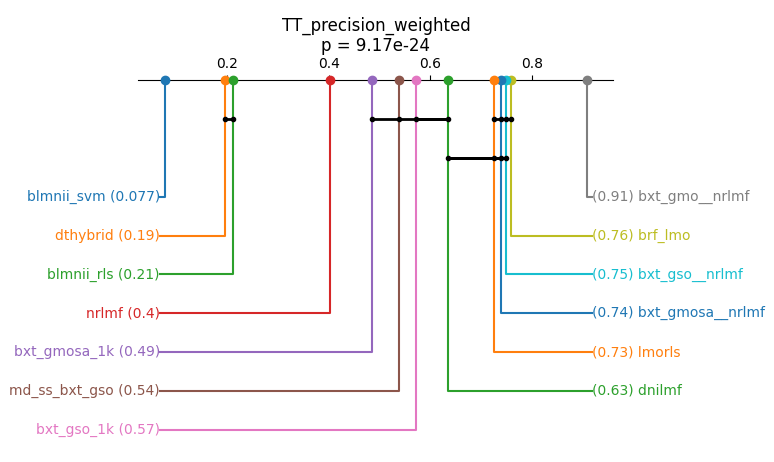 TT_precision_weighted
p = 9.17e-24
0.2 0.4 0.6 0.8
blmnii_svm (0.077)
(0.91) bxt_gmo__nrlmf
dthybrid (0.19)
(0.76) brf_lmo
blmnii_rls (0.21)
(0.75) bxt_gso__nrlmf
nrlmf (0.4)
(0.74) bxt_gmosa__nrlmf
bxt_gmosa_1k (0.49)
(0.73) lmorls
md_ss_bxt_gso (0.54)
(0.63) dnilmf
bxt_gso_1k (0.57)